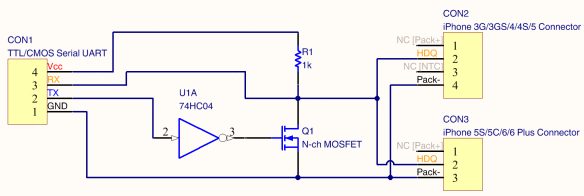 CON1
TTL/CMOS Serial UART
4 Vcc
3 RX
2 TX
1 GND
U1A
74HC04
2
3
R1
1k
Q1
N-ch MOSFET
CON2
iPhone 3G/3GS/4/4S/5 Connector
NC [Pack+] 1
HDQ 2
NC [NTC] 3
Pack- 4
CON3
iPhone 5S/5C/6/6 Plus Connector
NC [Pack+] 1
HDQ 2
Pack- 3